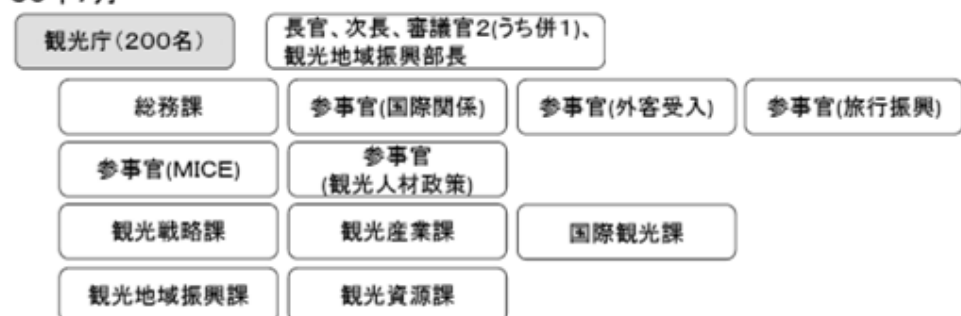 観光庁(200名)
長官、次長、審議官2(うち併1)、
観光地域振興部長
総務課
参事官(国際関係)
参事官(外客受入)
参事官(旅行振興)
参事官(MICE)
参事官
(観光人材政策)
観光戦略課
観光産業課
国際観光課
観光地域振興課
観光資源課